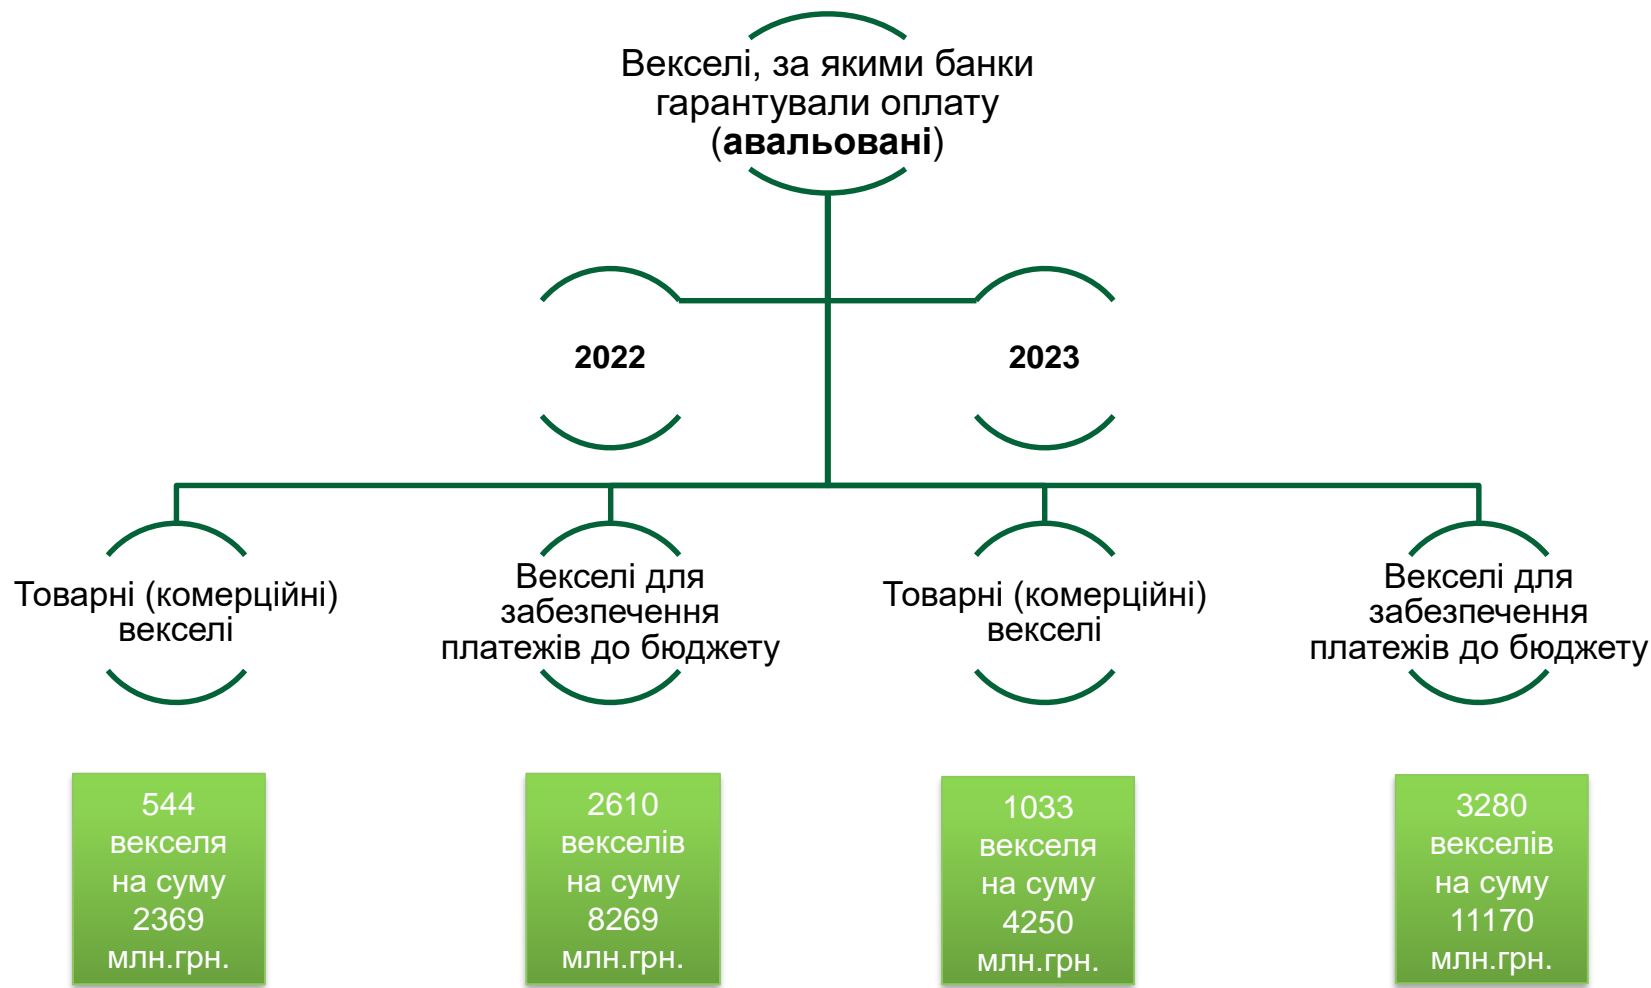 Векселі, за якими банки
гарантували оплату
(авальовані)
2022
2023
Товарні (комерційні)
векселі
Векселі для
забезпечення
платежів до бюджету
Товарні (комерційні)
векселі
Векселі для
забезпечення
платежів до бюджету
544
векселя
на суму
2369
млн.грн.
2610
векселів
на суму
8269
млн.грн.
1033
векселя
на суму
4250
млн.грн.
3280
векселів
на суму
11170
млн.грн.